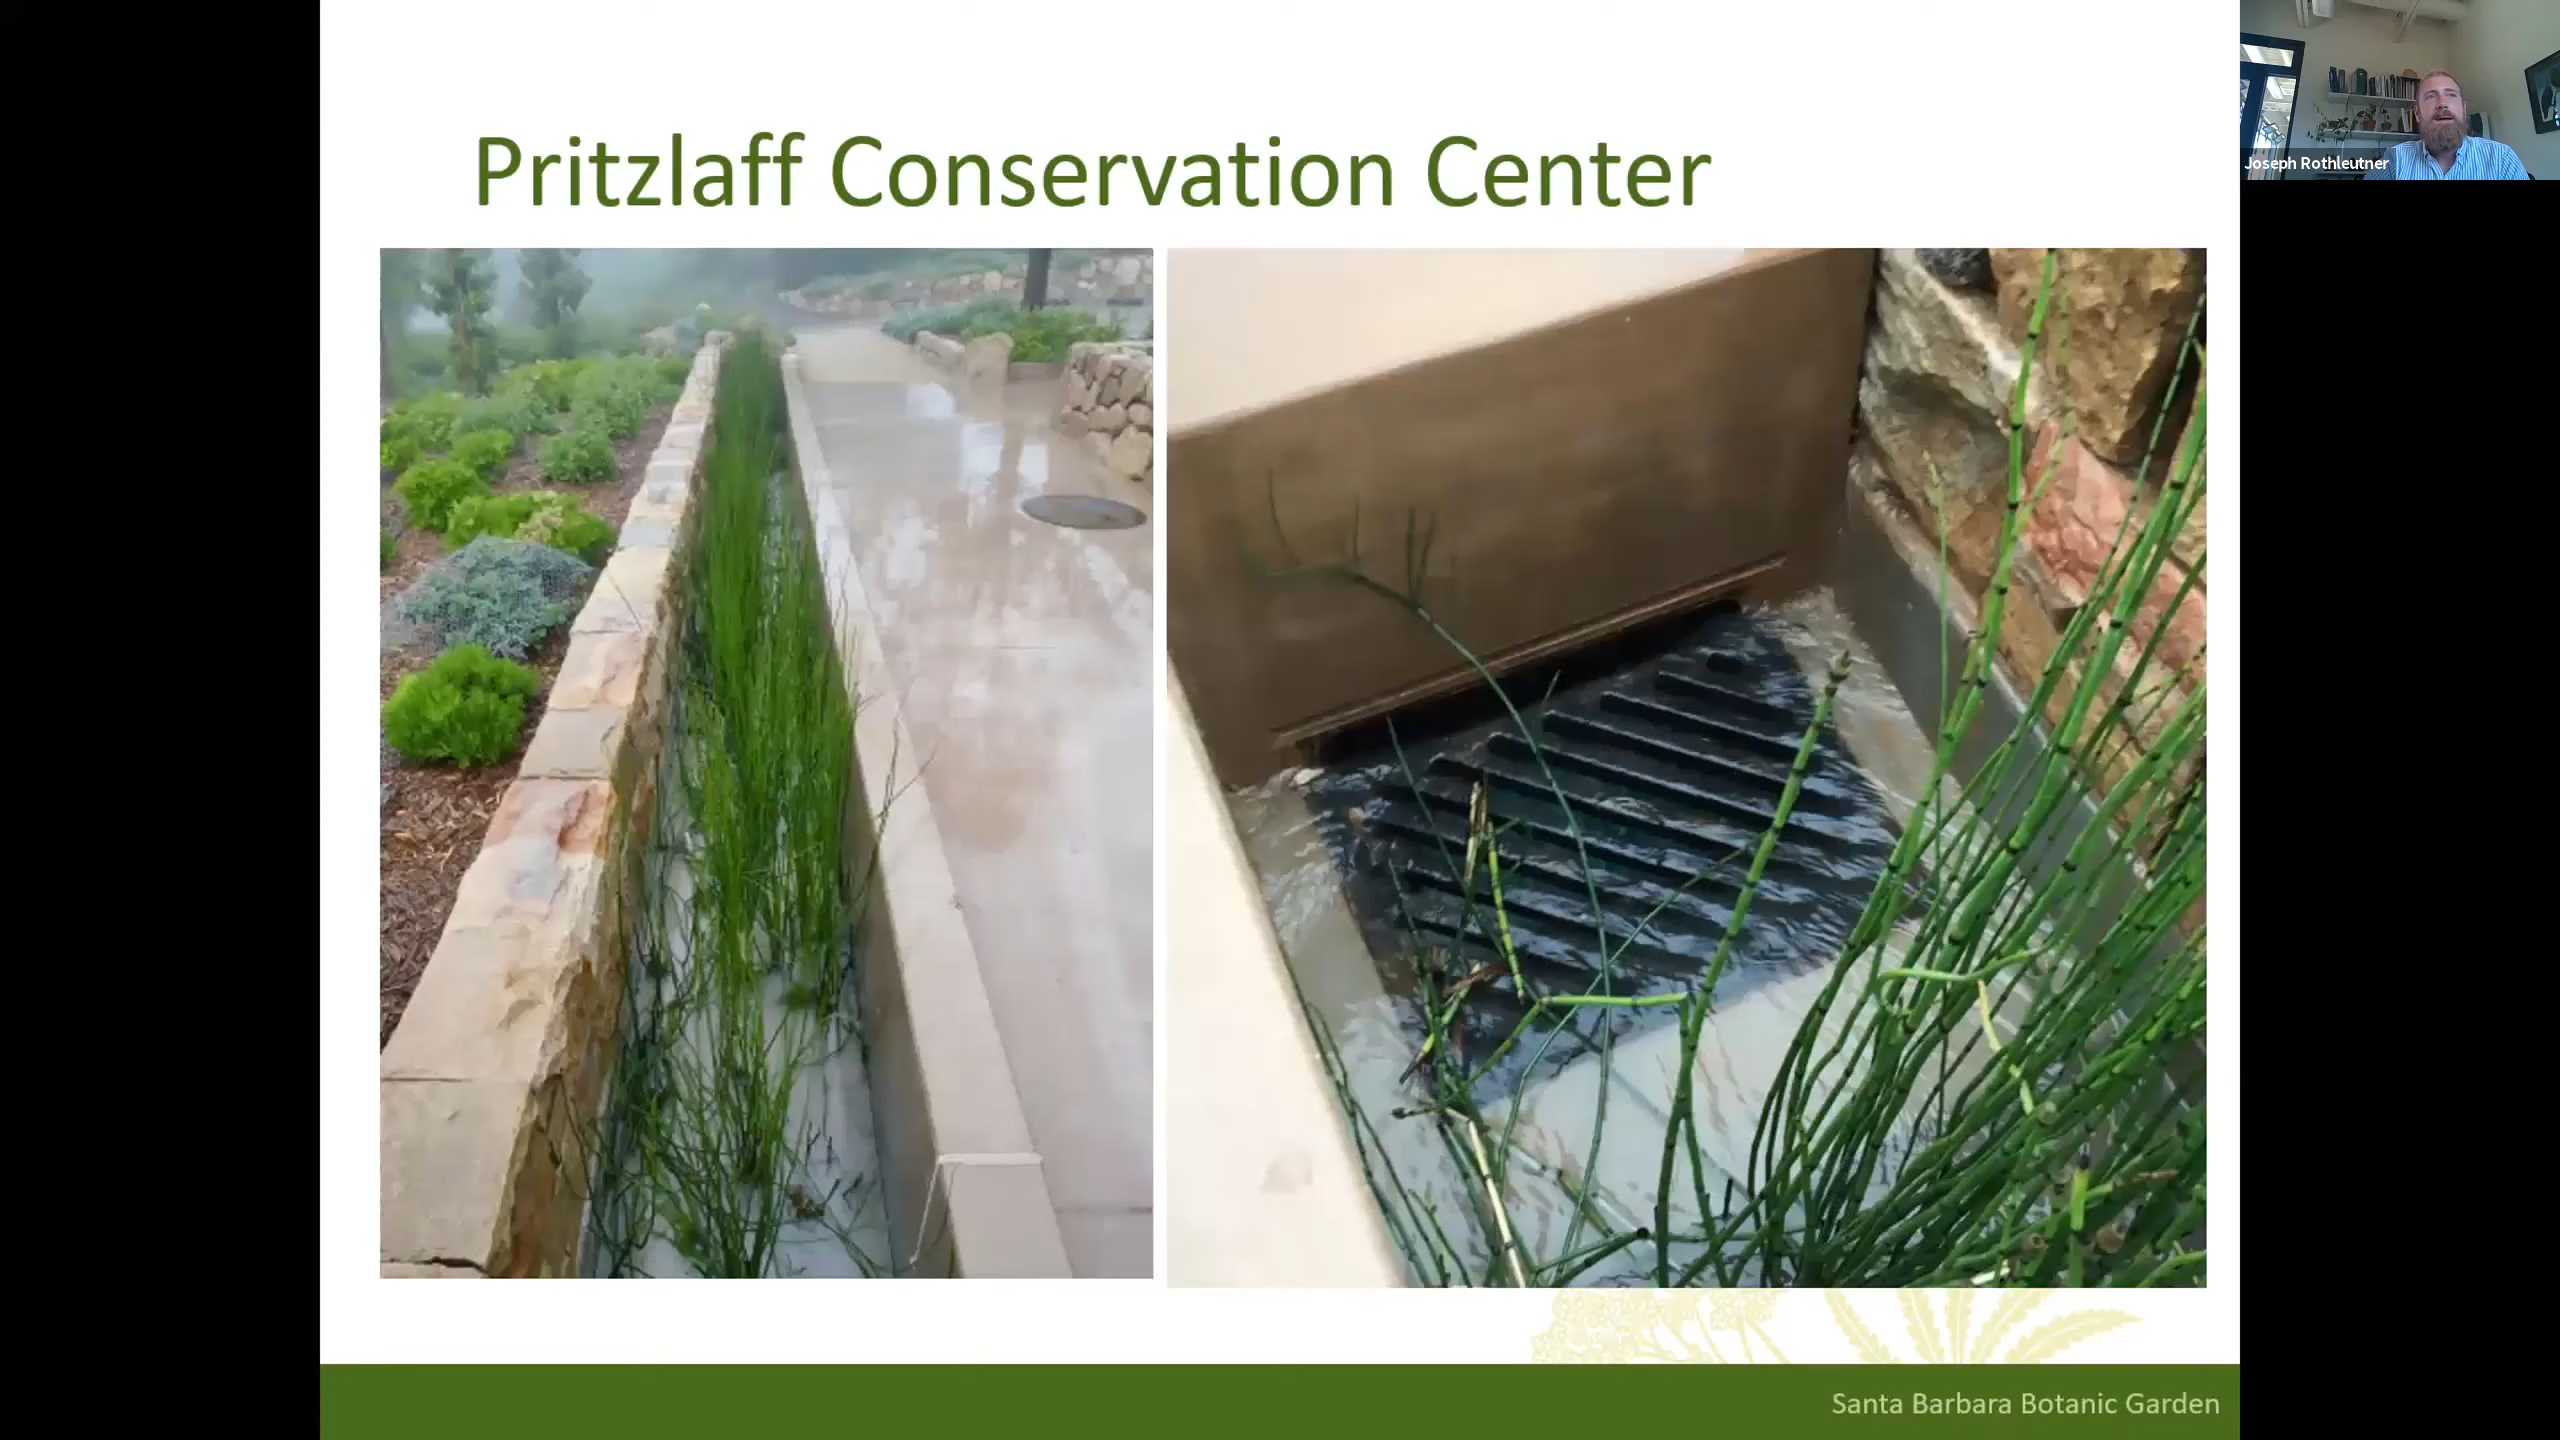 Pritzlaff Conservation Center
Joseph Rothleutner
Santa Barbara Botanic Garden